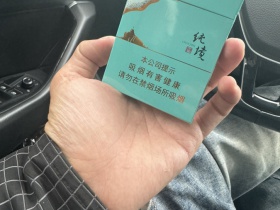 纯境
本公司提示
吸烟有害健康
请勿在禁烟场所吸烟